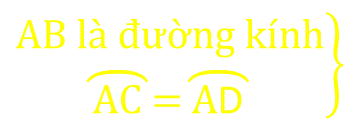 AB là đường kính
AC = AD